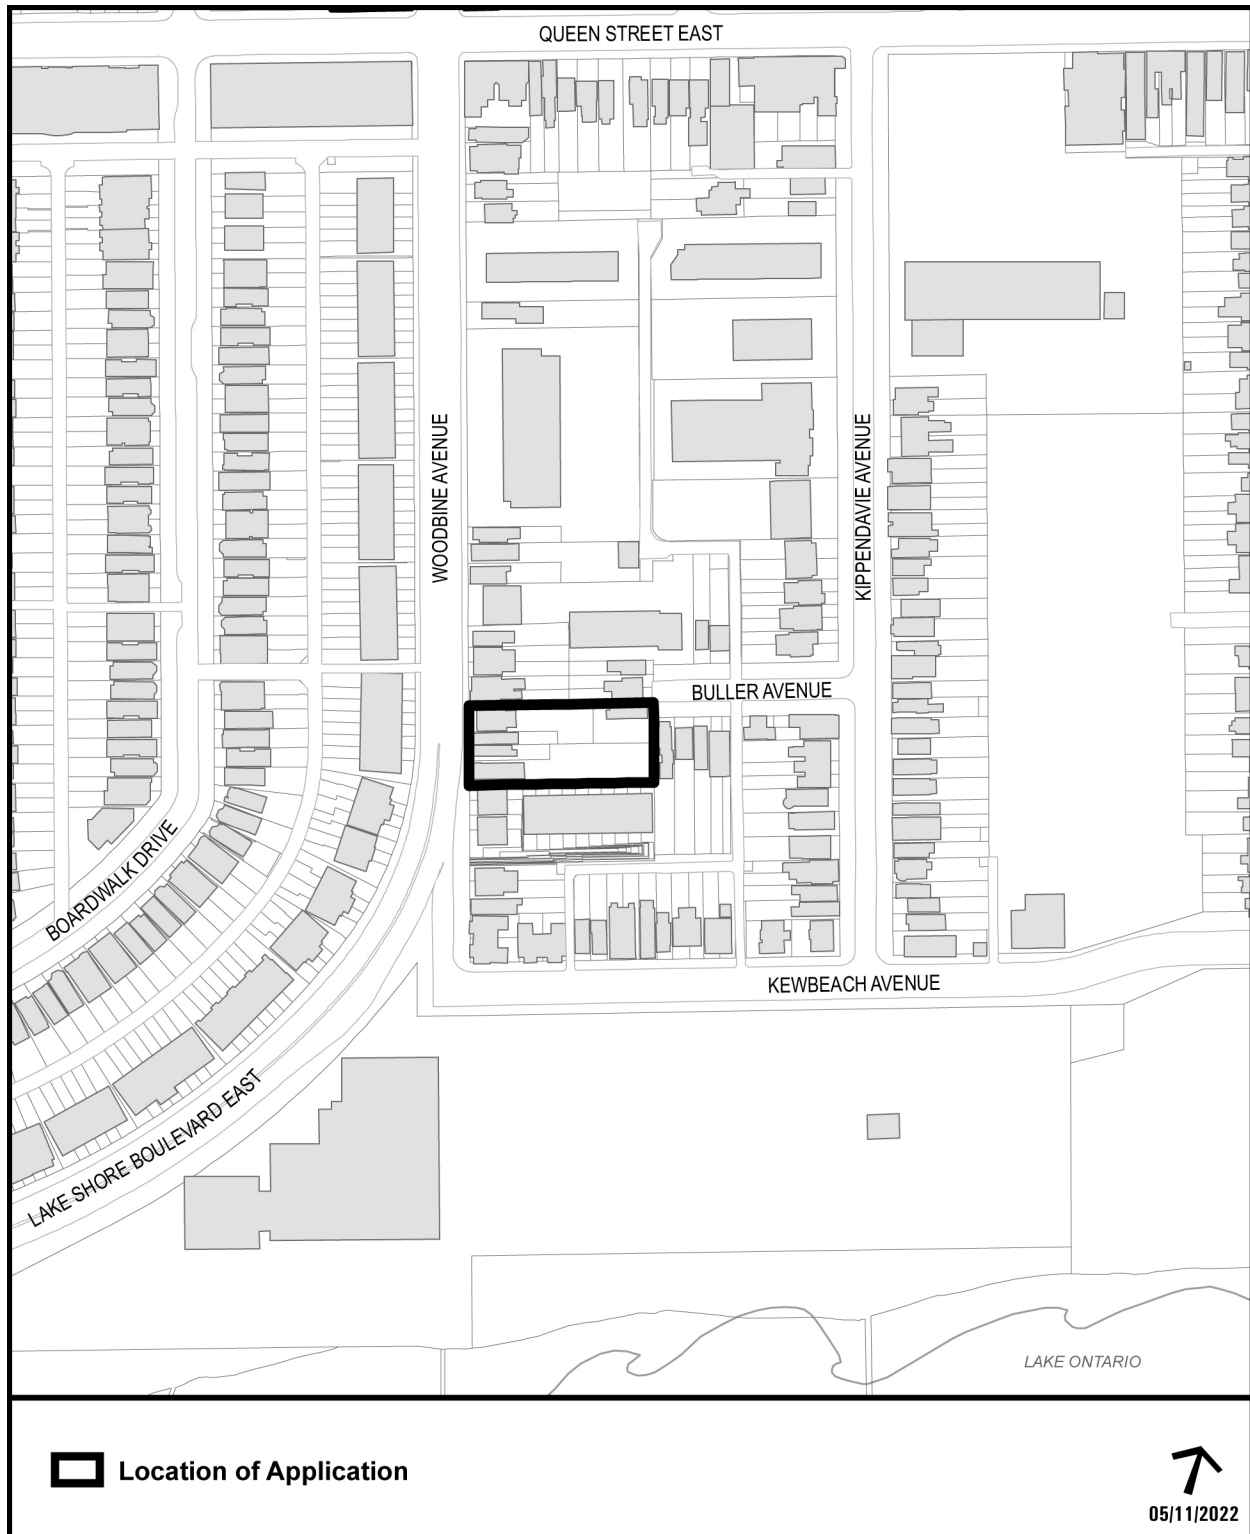 QUEEN STREET EAST
WOODBINE AVENUE
KIPPENDAVIE AVENUE
BULLER AVENUE
BOARDWALK DRIVE
KEWBEACH AVENUE
LAKE SHORE BOULEVARD EAST
LAKE ONTARIO
Location of Application
05/11/2022